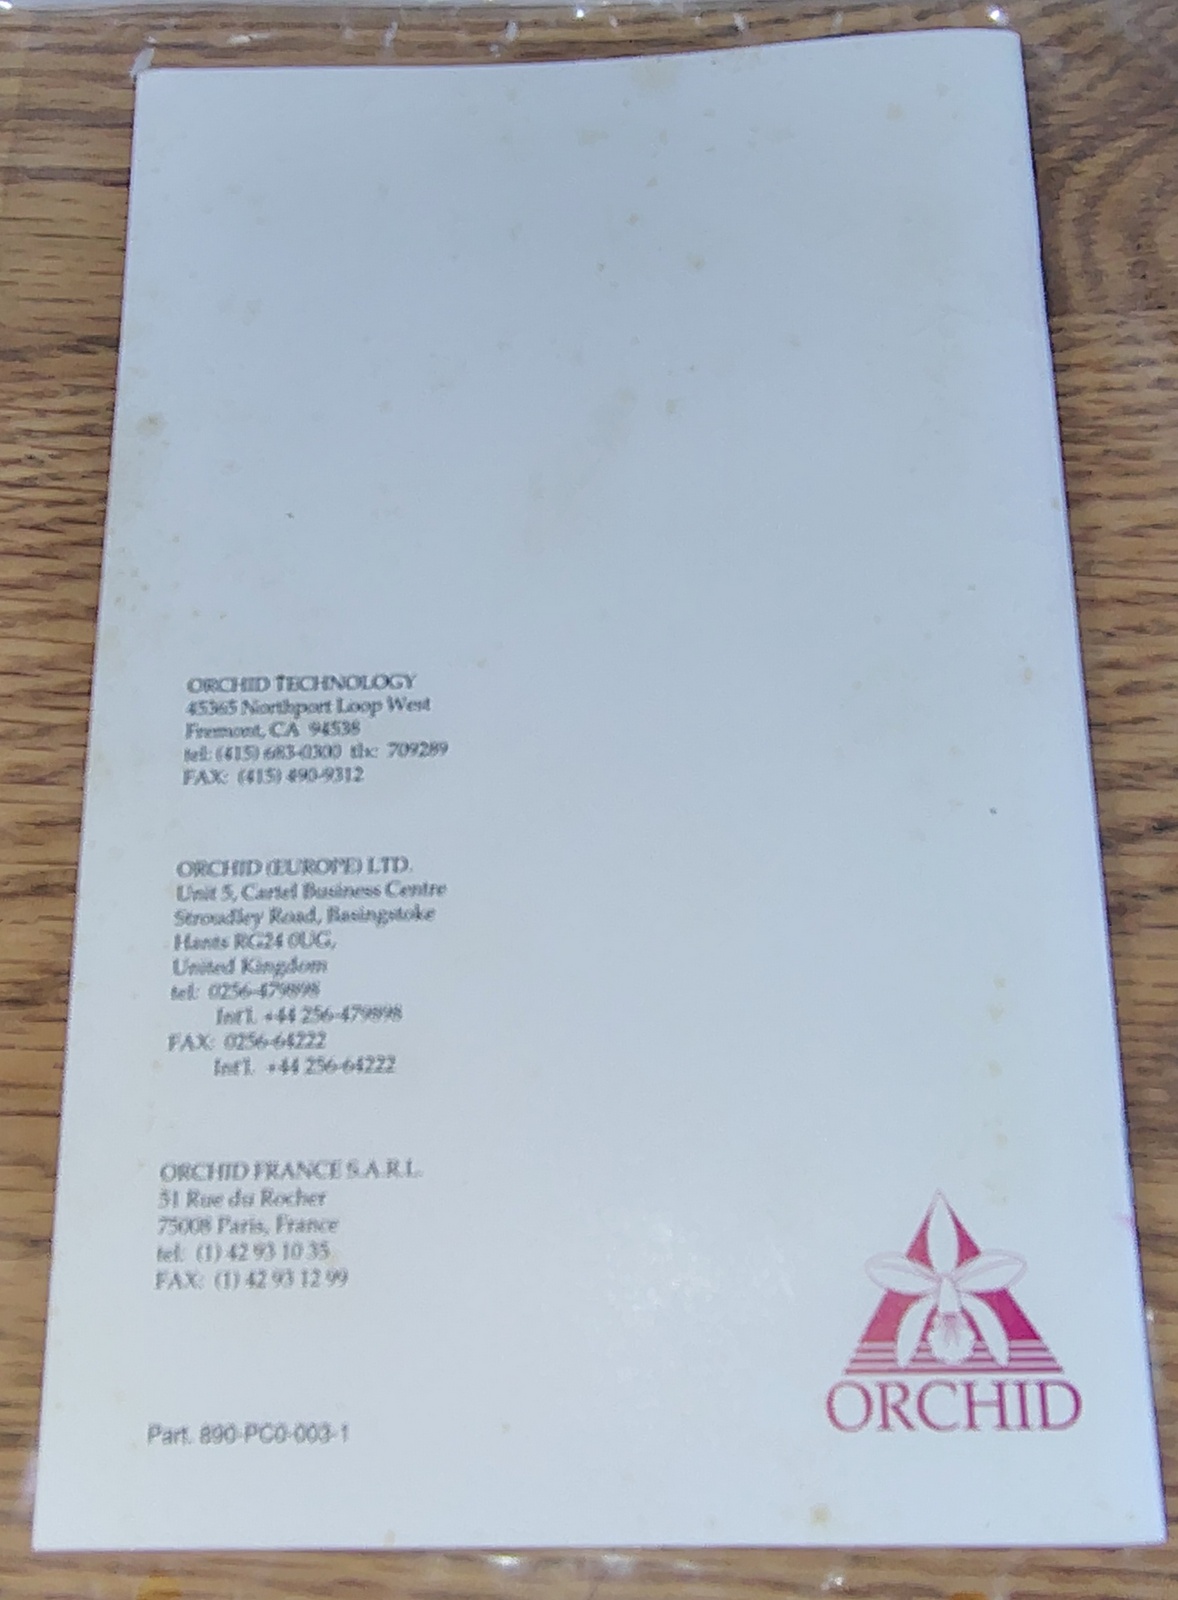 ORCHID TECHNOLOGY
45365 Northport Loop West
Fremont, CA 94538
tel: (415) 683-0300 tlx: 709289
FAX: (415) 490-9312
ORCHID (EUROPE) LTD.
Unit 5, Cartel Business Centre
Stroudley Road, Basingstoke
Hants RG24 0UG,
United Kingdom
tel: 0256-479898
Int'l. +44 256-479898
FAX: 0256-64222
Int'l. +44 256-64222
ORCHID FRANCE S.A.R.L.
51 Rue du Rocher
75008 Paris, France
tel: (1) 42 93 10 35
FAX: (1) 42 93 12 99
Part. 890-PC0-003-1
ORCHID